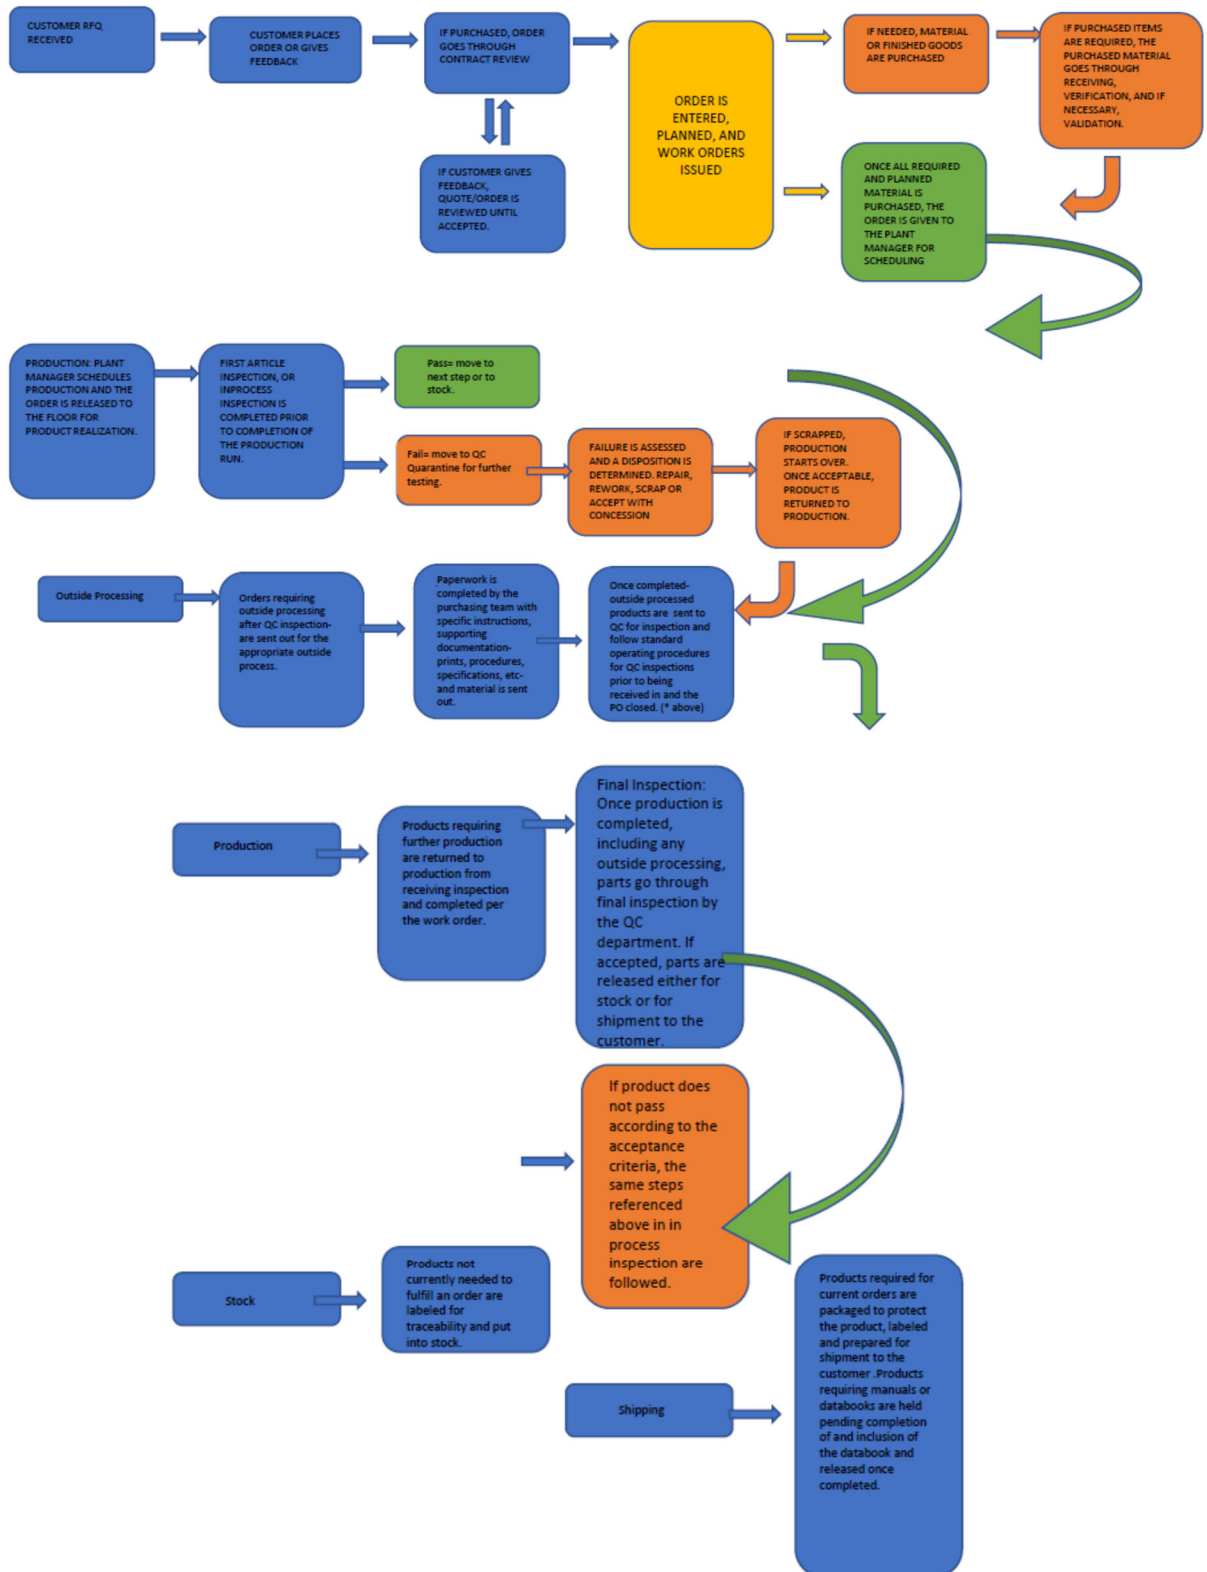 CUSTOMER RFQ
RECEIVED
CUSTOMER PLACES
ORDER OR GIVES
FEEDBACK
IF PURCHASED, ORDER
GOES THROUGH
CONTRACT REVIEW
IF CUSTOMER GIVES
FEEDBACK,
QUOTE/ORDER IS
REVIEWED UNTIL
ACCEPTED.
ORDER IS
ENTERED,
PLANNED, AND
WORK ORDERS
ISSUED
IF NEEDED, MATERIAL
OR FINISHED GOODS
ARE PURCHASED
IF PURCHASED ITEMS
ARE REQUIRED, THE
PURCHASED MATERIAL
GOES THROUGH
RECEIVING,
VERIFICATION, AND IF
NECESSARY,
VALIDATION.
ONCE ALL REQUIRED
AND PLANNED
MATERIAL IS
PURCHASED, THE
ORDER IS GIVEN TO
THE PLANT
MANAGER FOR
SCHEDULING
PRODUCTION: PLANT
MANAGER SCHEDULES
PRODUCTION AND THE
ORDER IS RELEASED TO
THE FLOOR FOR
PRODUCT REALIZATION.
FIRST ARTICLE
INSPECTION, OR
INPROCESS
INSPECTION IS
COMPLETED PRIOR
TO COMPLETION OF
THE PRODUCTION
RUN.
Pass= move to
next step or to
stock.
Fail= move to QC
Quarantine for further
testing.
FAILURE IS ASSESSED
AND A DISPOSITION IS
DETERMINED. REPAIR,
REWORK, SCRAP OR
ACCEPT WITH
CONCESSION
IF SCRAPPED,
PRODUCTION
STARTS OVER.
ONCE ACCEPTABLE,
PRODUCT IS
RETURNED TO
PRODUCTION.
Outside Processing
Orders requiring
outside processing
after QC inspection-
are sent out for the
appropriate outside
process.
Paperwork is
completed by the
purchasing team with
specific instructions,
supporting
documentation-
prints, procedures,
specifications, etc-
and material is sent
out.
Once completed-
outside processed
products are sent to
QC for inspection and
follow standard
operating procedures
for QC inspections
prior to being
received in and the
PO closed. (* above)
Production
Products requiring
further production
are returned to
production from
receiving inspection
and completed per
the work order.
Final Inspection:
Once production is
completed,
including any
outside processing,
parts go through
final inspection by
the QC
department. If
accepted, parts are
released either for
stock or for
shipment to the
customer.
If product does
not pass
according to the
acceptance
criteria, the
same steps
referenced
above in in
process
inspection are
followed.
Stock
Products not
currently needed to
fulfill an order are
labeled for
traceability and put
into stock.
Shipping
Products required for
current orders are
packaged to protect
the product, labeled
and prepared for
shipment to the
customer .Products
requiring manuals or
databooks are held
pending completion
of and inclusion of
the databook and
released once
completed.